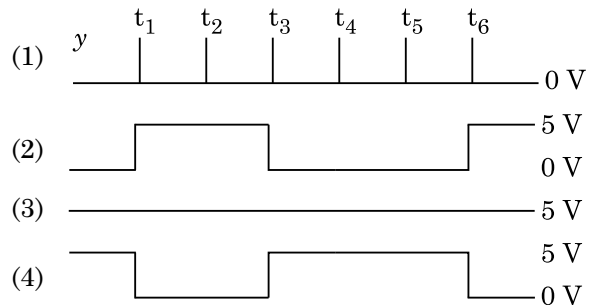 t₁ t₂ t₃ t₄ t₅ t₆
(1) y 0 V
5 V
(2) 0 V
(3) 5 V
5 V
(4) 0 V